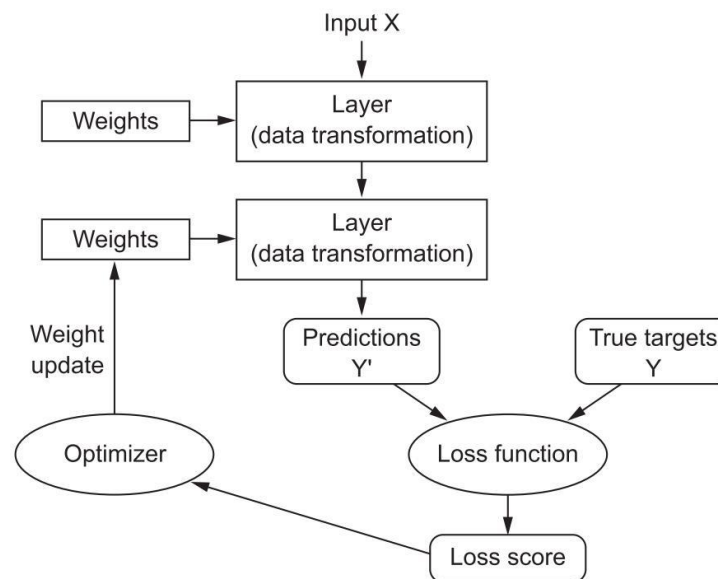 Input X
Layer
(data transformation)
Weights
Layer
(data transformation)
Weights
Weight
update
Predictions
Y'
True targets
Y
Optimizer
Loss function
Loss score